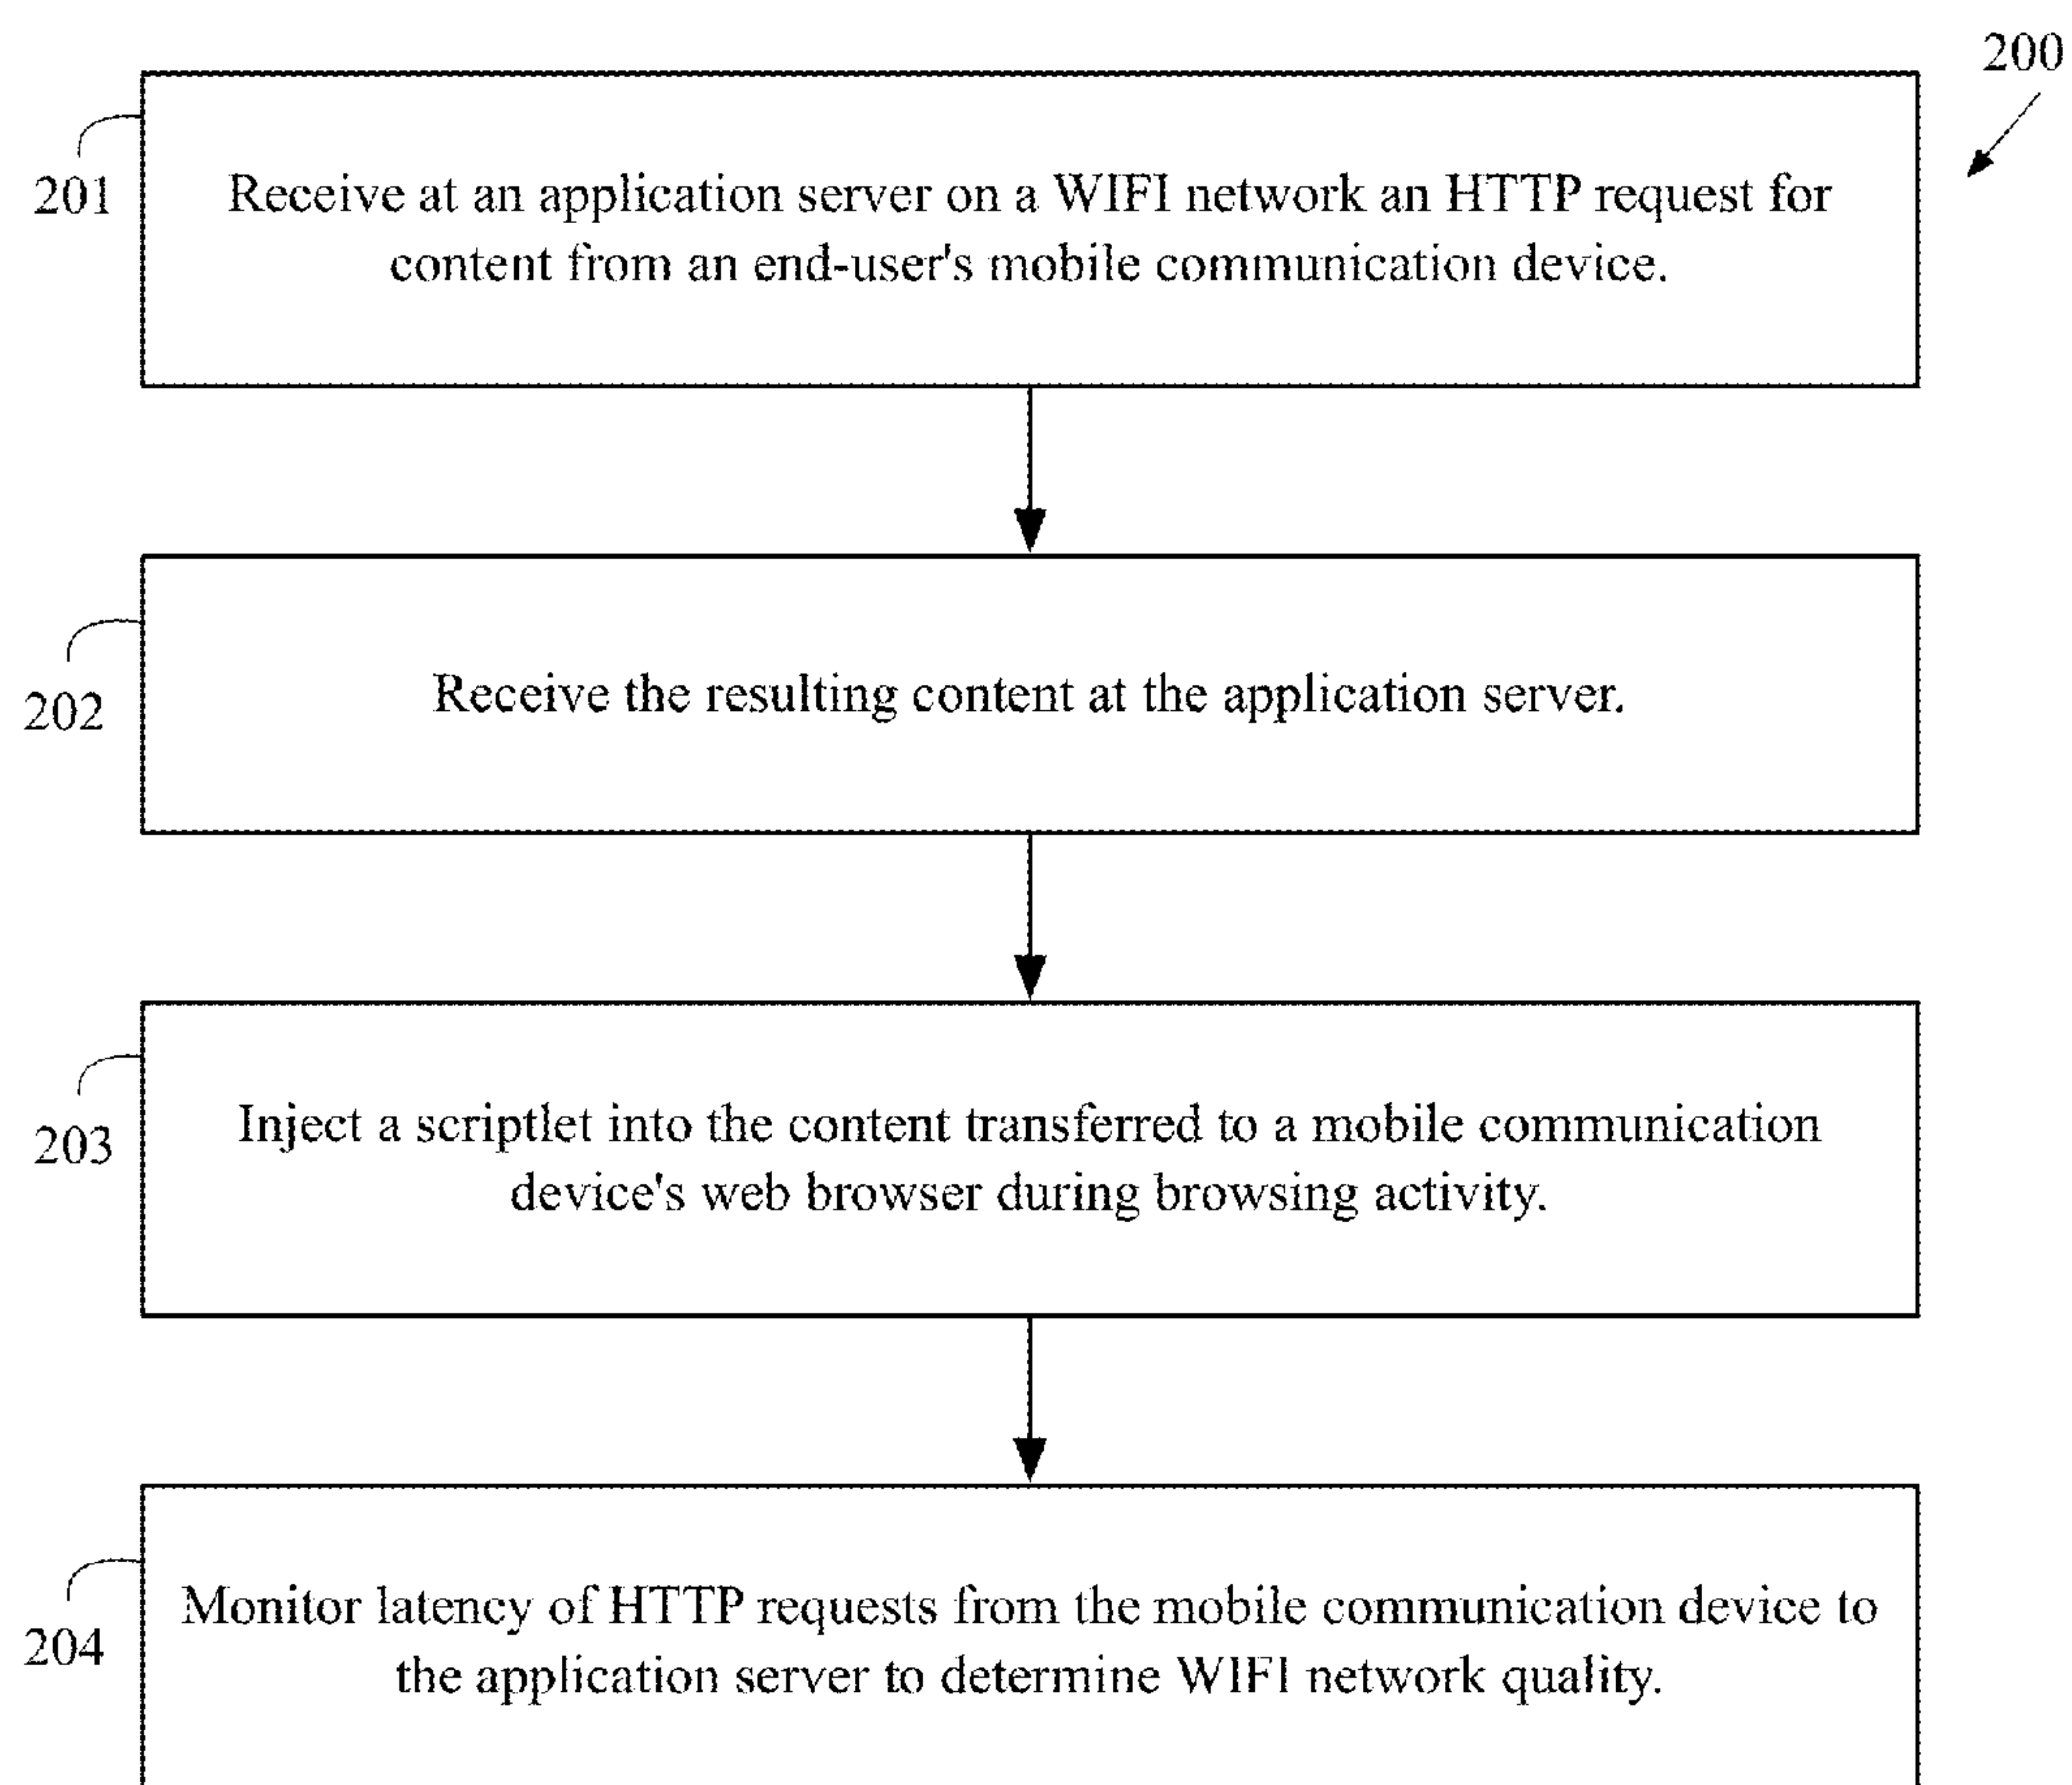 200
201
Receive at an application server on a WIFI network an HTTP request for
content from an end-user's mobile communication device.
202
Receive the resulting content at the application server.
203
Inject a scriptlet into the content transferred to a mobile communication
device's web browser during browsing activity.
204
Monitor latency of HTTP requests from the mobile communication device to
the application server to determine WIFI network quality.